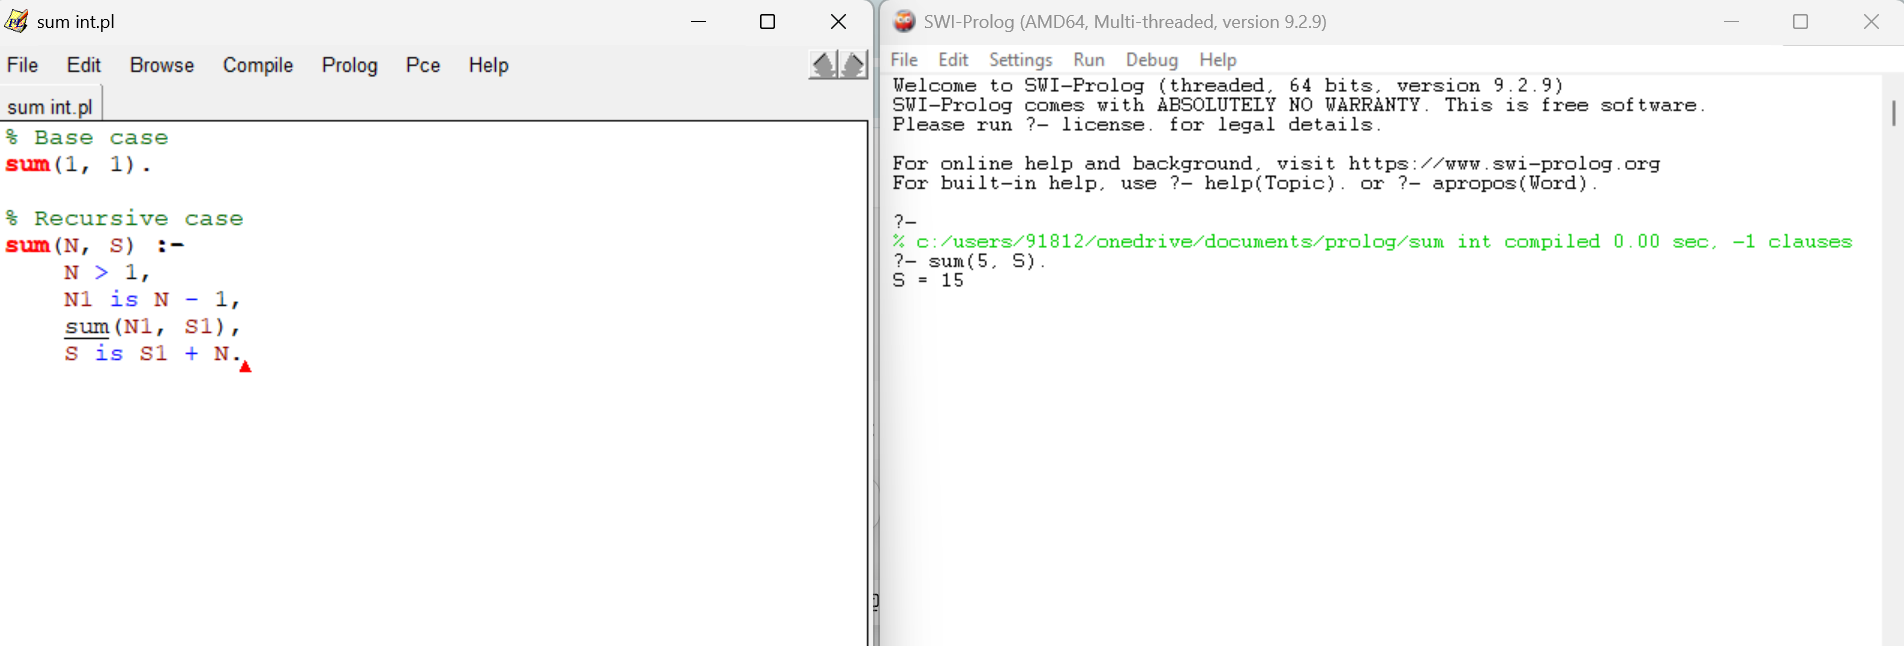 sum int.pl
File Edit Browse Compile Prolog Pce Help
sum int.pl
% Base case
sum(1, 1).
% Recursive case
sum(N, S) :-
N > 1,
N1 is N - 1,
sum(N1, S1),
S is S1 + N.
SWI-Prolog (AMD64, Multi-threaded, version 9.2.9)
File Edit Settings Run Debug Help
Welcome to SWI-Prolog (threaded, 64 bits, version 9.2.9)
SWI-Prolog comes with ABSOLUTELY NO WARRANTY. This is free software.
Please run ?- license. for legal details.
For online help and background, visit https://www.swi-prolog.org
For built-in help, use ?- help(Topic). or ?- apropos(Word).
?-
% c:/users/91812/onedrive/documents/prolog/sum int compiled 0.00 sec, -1 clauses
?- sum(5, S).
S = 15